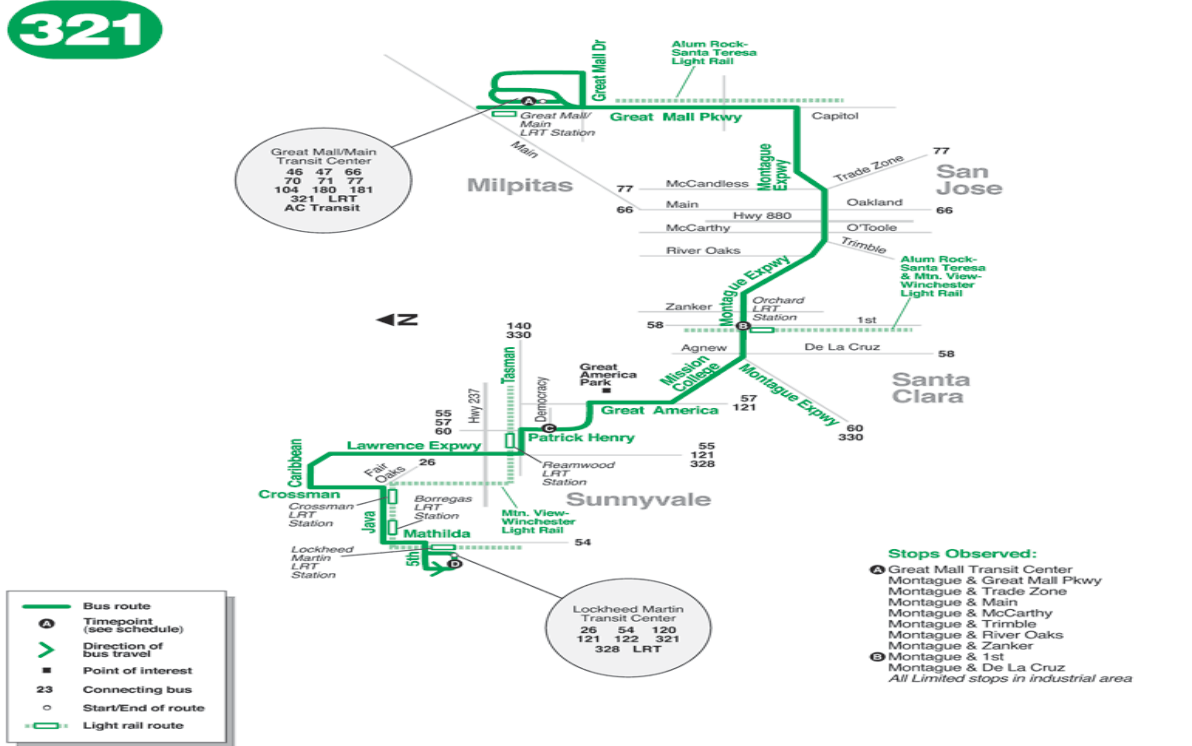 321
Great Mall Dr
Alum Rock-
Santa Teresa
Light Rail
A
Great Mall/
Main
LRT Station
Great Mall Pkwy
Capitol
Main
Great Mall/Main
Transit Center
46 47 66
70 71 77
104 180 181
321 LRT
AC Transit
Milpitas
Montague
Expwy
Trade Zone
77
San
Jose
77
McCandless
66
Main
Oakland
66
Hwy 880
McCarthy
O'Toole
River Oaks
Trimble
Montague Expwy
Alum Rock-
Santa Teresa
& Mtn. View-
Winchester
Light Rail
Zanker
Orchard
LRT
Station
N
58
B
1st
Agnew
De La Cruz
58
140
330
Tasman
Great
America
Park
Mission
College
Montague Expwy
Santa
Clara
Hwy 237
Democracy
57
121
Great America
55
57
60
C
Patrick Henry
60
330
Lawrence Expwy
55
121
328
Caribbean
Fair
Oaks
26
Reamwood
LRT
Station
Crossman
Crossman
LRT
Station
Borregas
LRT
Station
Sunnyvale
Java
Mtn. View-
Winchester
Light Rail
Mathilda
54
Lockheed
Martin
LRT
Station
5th
D
Lockheed Martin
Transit Center
26 54 120
121 122 321
328 LRT
Bus route
A
Timepoint
(see schedule)
Direction of
bus travel
Point of interest
23
Connecting bus
Start/End of route
Light rail route
Stops Observed:
A Great Mall Transit Center
Montague & Great Mall Pkwy
Montague & Trade Zone
Montague & Main
Montague & McCarthy
Montague & Trimble
Montague & River Oaks
Montague & Zanker
B Montague & 1st
Montague & De La Cruz
All Limited stops in industrial area